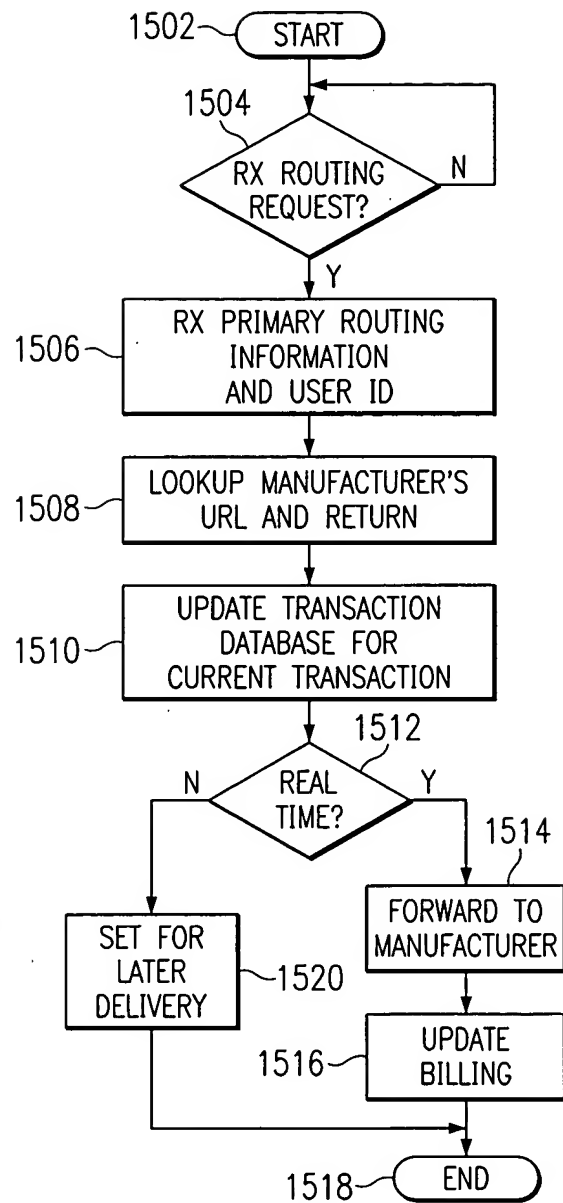 1502
START
1504
RX ROUTING
REQUEST?
N
Y
1506
RX PRIMARY ROUTING
INFORMATION
AND USER ID
1508
LOOKUP MANUFACTURER'S
URL AND RETURN
1510
UPDATE TRANSACTION
DATABASE FOR
CURRENT TRANSACTION
1512
N
REAL
TIME?
Y
1514
FORWARD TO
MANUFACTURER
SET FOR
LATER
DELIVERY
1520
1516
UPDATE
BILLING
1518
END